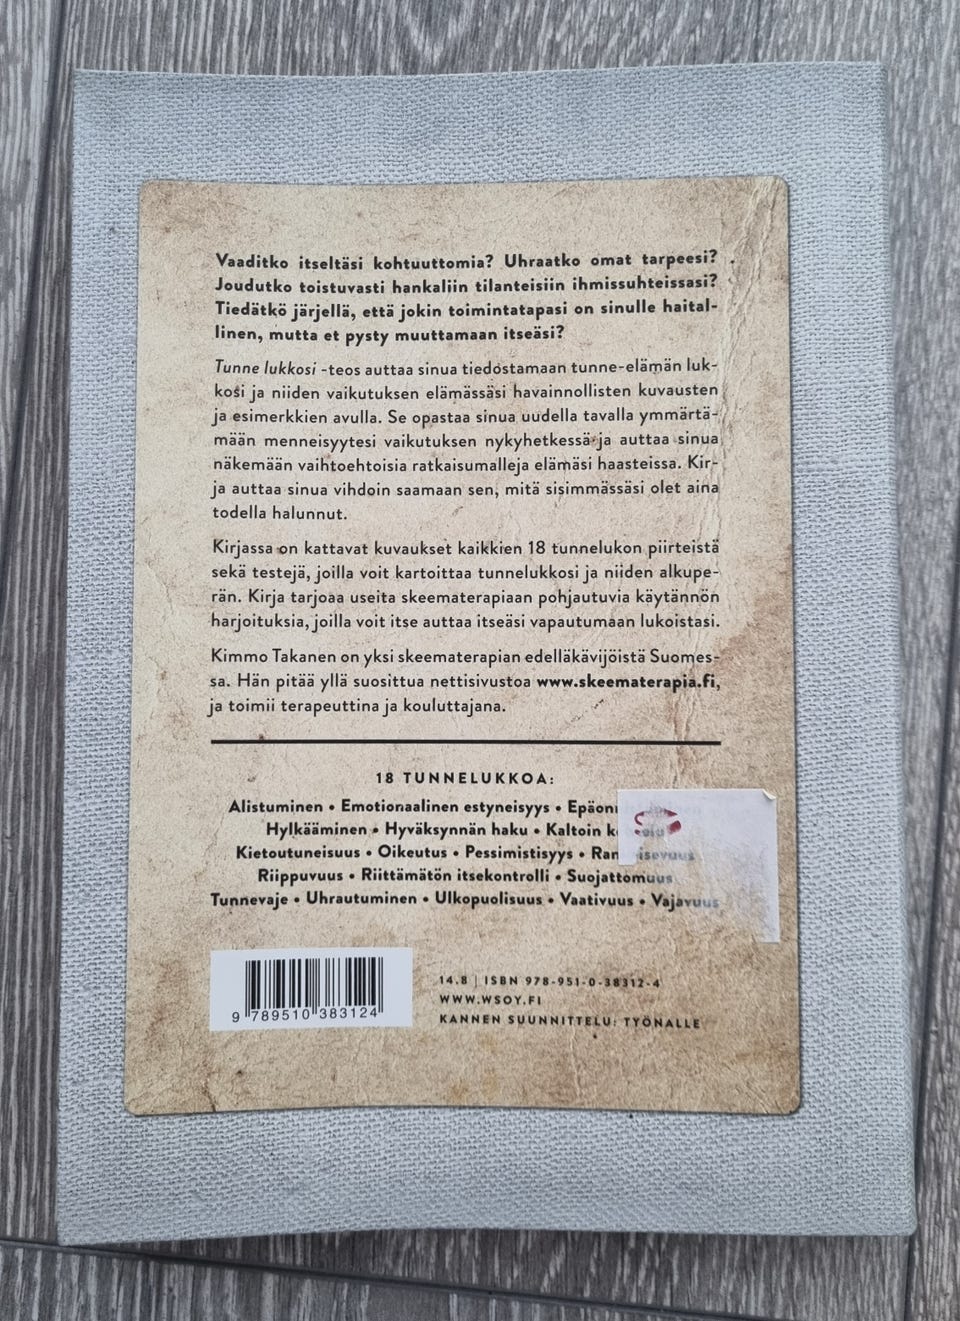 Vaaditko itseltäsi kohtuuttomia? Uhraatko omat tarpeesi?
Joudutko toistuvasti hankaliin tilanteisiin ihmissuhteissasi?
Tiedätkö järjellä, että jokin toimintatapasi on sinulle haital-
linen, mutta et pysty muuttamaan itseäsi?
Tunne lukkosi -teos auttaa sinua tiedostamaan tunne-elämän luk-
kosi ja niiden vaikutuksen elämässäsi havainnollisten kuvausten
ja esimerkkien avulla. Se opastaa sinua uudella tavalla ymmärtä-
mään menneisyytesi vaikutuksen nykyhetkessä ja auttaa sinua
näkemään vaihtoehtoisia ratkaisumalleja elämäsi haasteissa. Kir-
ja auttaa sinua vihdoin saamaan sen, mitä sisimmässäsi olet aina
todella halunnut.
Kirjassa on kattavat kuvaukset kaikkien 18 tunnelukon piirteistä
sekä testejä, joilla voit kartoittaa tunnelukkosi ja niiden alkupe-
rän. Kirja tarjoaa useita skeematerapiaan pohjautuvia käytännön
harjoituksia, joilla voit itse auttaa itseäsi vapautumaan lukoistasi.
Kimmo Takanen on yksi skeematerapian edelläkävijöistä Suomes-
sa. Hän pitää yllä suosittua nettisivustoa www.skeematerapia.fi,
ja toimii terapeuttina ja kouluttajana.
18 TUNNELUKKOA:
Alistuminen • Emotionaalinen estyneisyys •
Hylkääminen • Hyväksynnän haku • Kaltoin
Kietoutuneisuus • Oikeutus • Pessimistisyys •
Riippuvuus • Riittämätön itsekontrolli • Suojattomuus
Tunnevaje • Uhrautuminen • Ulkopuolisuus • Vaativuus • Vajavuus
9 789510 383124
14.8 | ISBN 978-951-0-38312-4
WWW.WSOY.FI
KANNEN SUUNNITTELU: TYÖNALLE